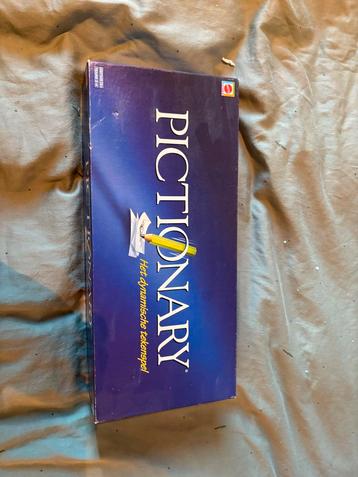 PICTIONARY®
Het dynamische tekenspel